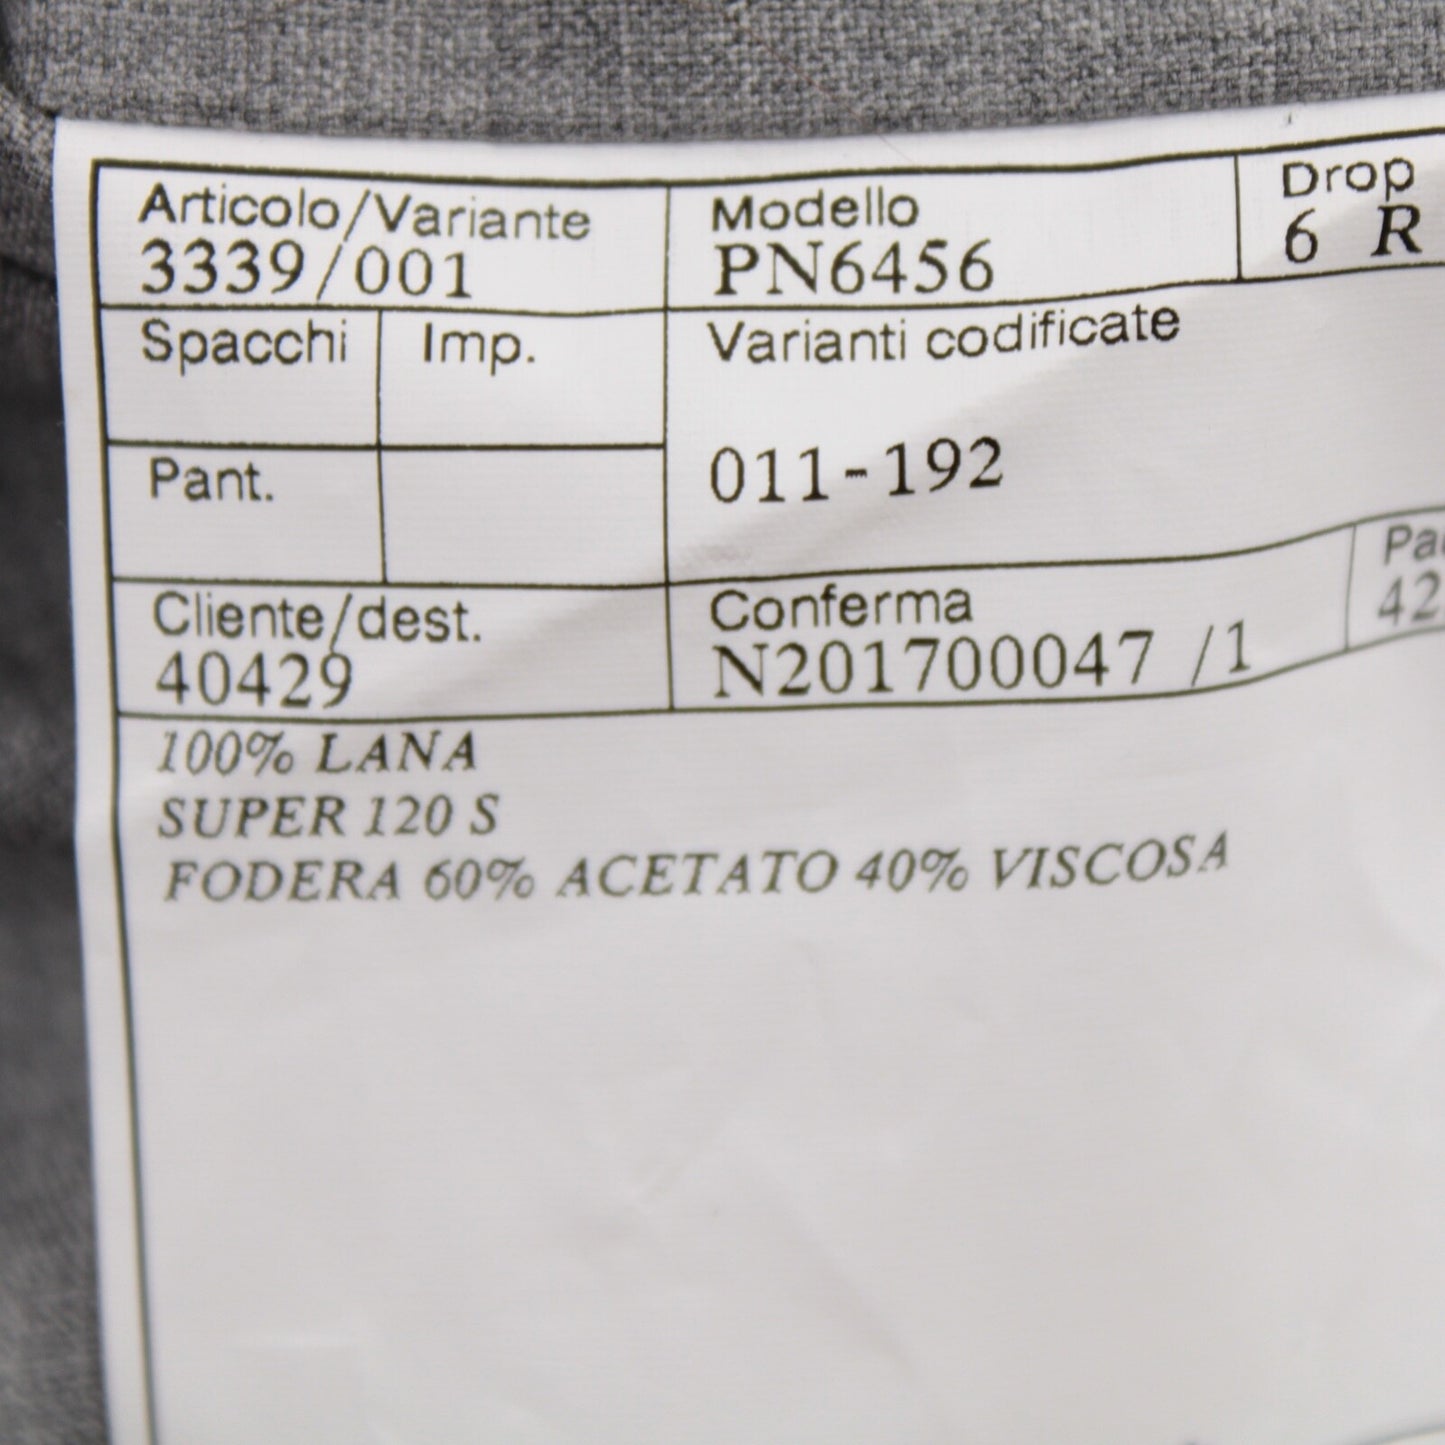 Articolo/Variante Modello Drop
3339/001 PN6456 6 R
Spacchi Imp. Varianti codificate
Pant. 011-192
Cliente/dest. Conferma
40429 N201700047 /1 42
100% LANA
SUPER 120 S
FODERA 60% ACETATO 40% VISCOSA